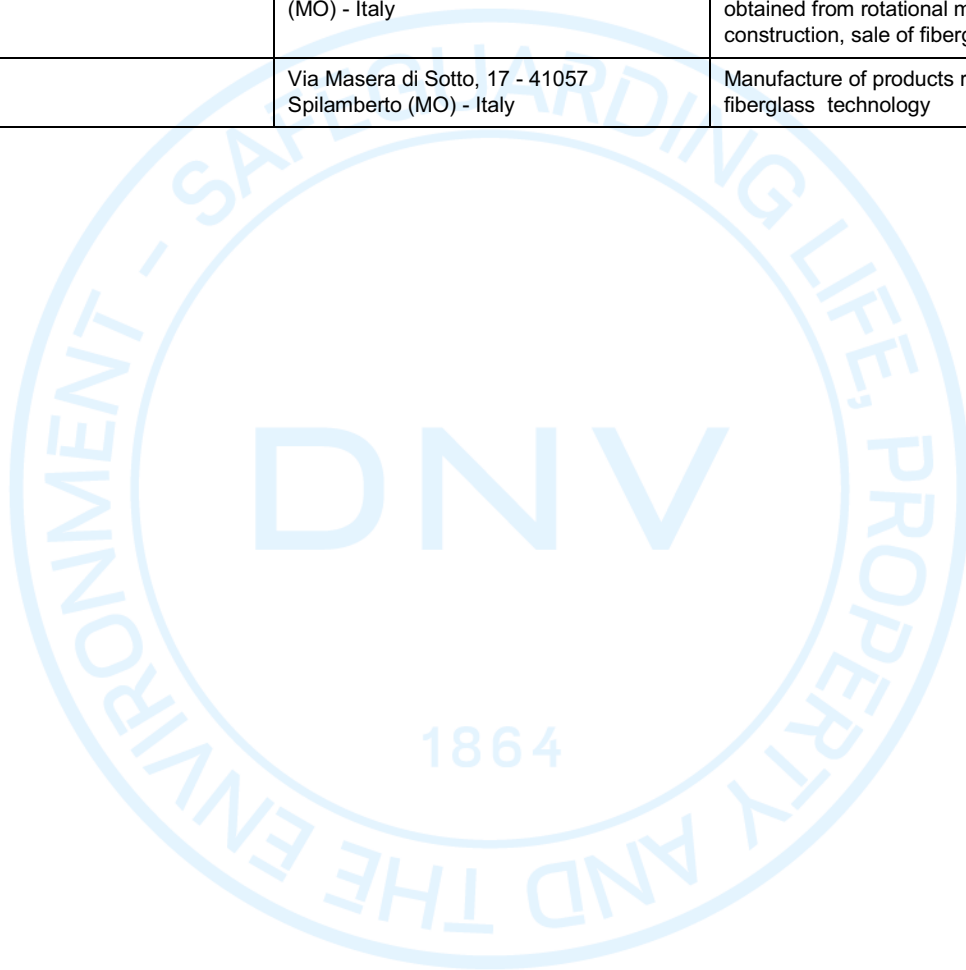 (MO) - Italy
obtained from rotational
construction, sale of
Via Masera di Sotto, 17 - 41057
Spilamberto (MO) - Italy
Manufacture of products
fiberglass technology
SAFEGUARDING LIFE, PROPERTY AND THE ENVIRONMENT -
DNV
1864